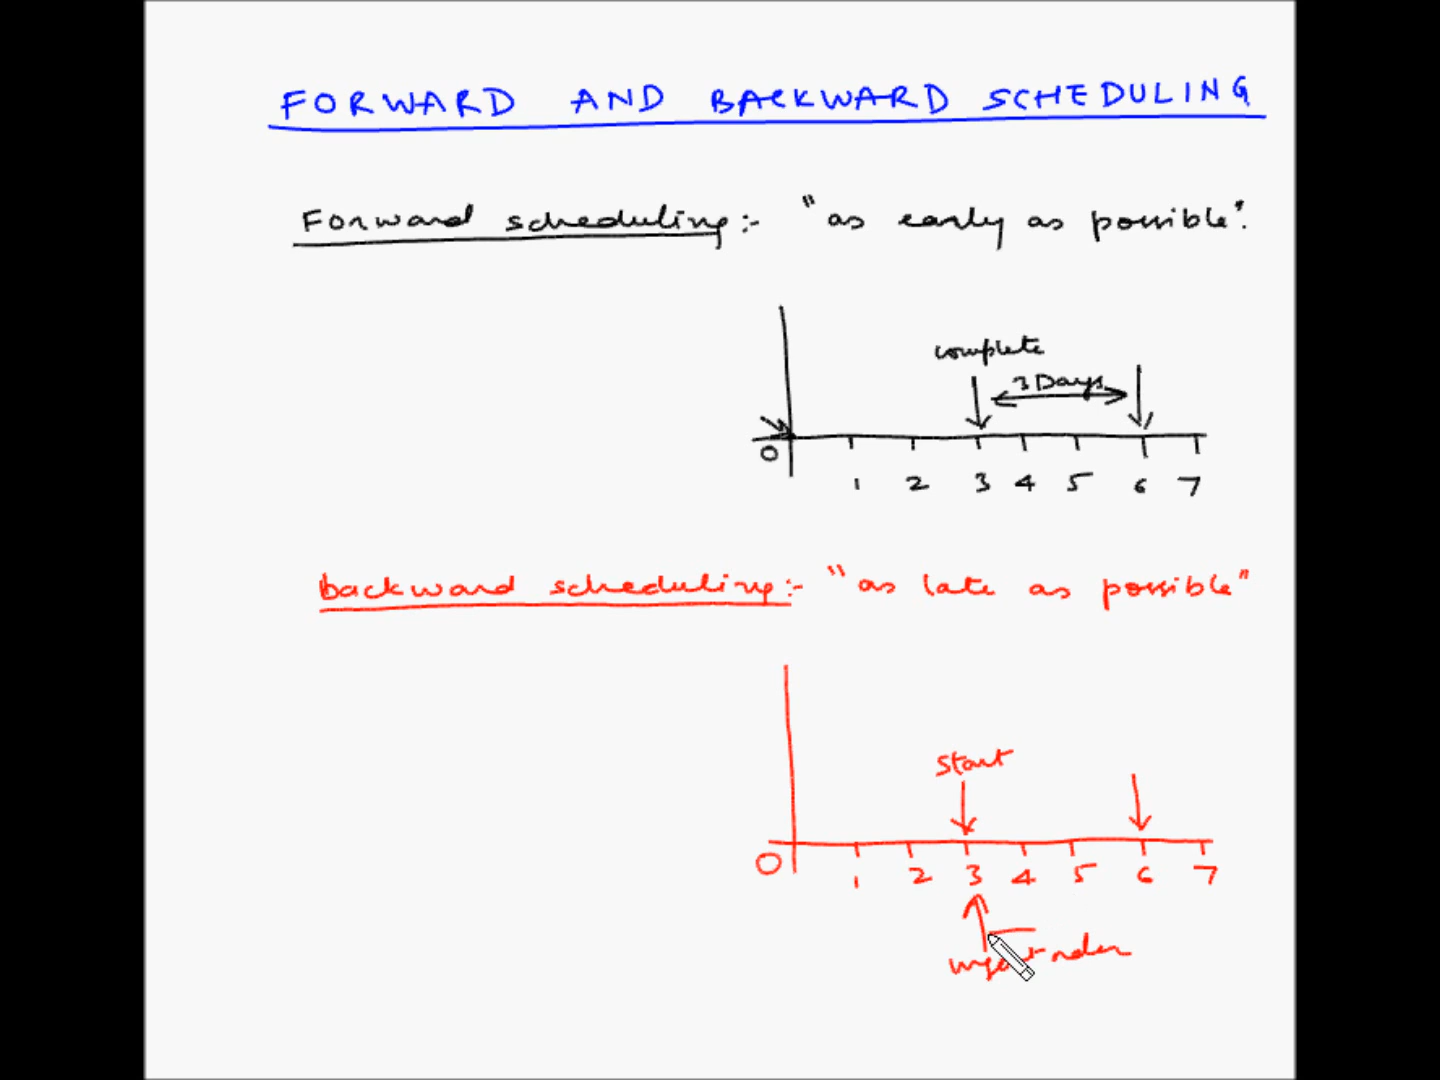 FORWARD AND BACKWARD SCHEDULING
Forward scheduling:- "as early as possible".
complete
3 Days
0 1 2 3 4 5 6 7
backward scheduling:- "as late as possible"
start
0 1 2 3 4 5 6 7